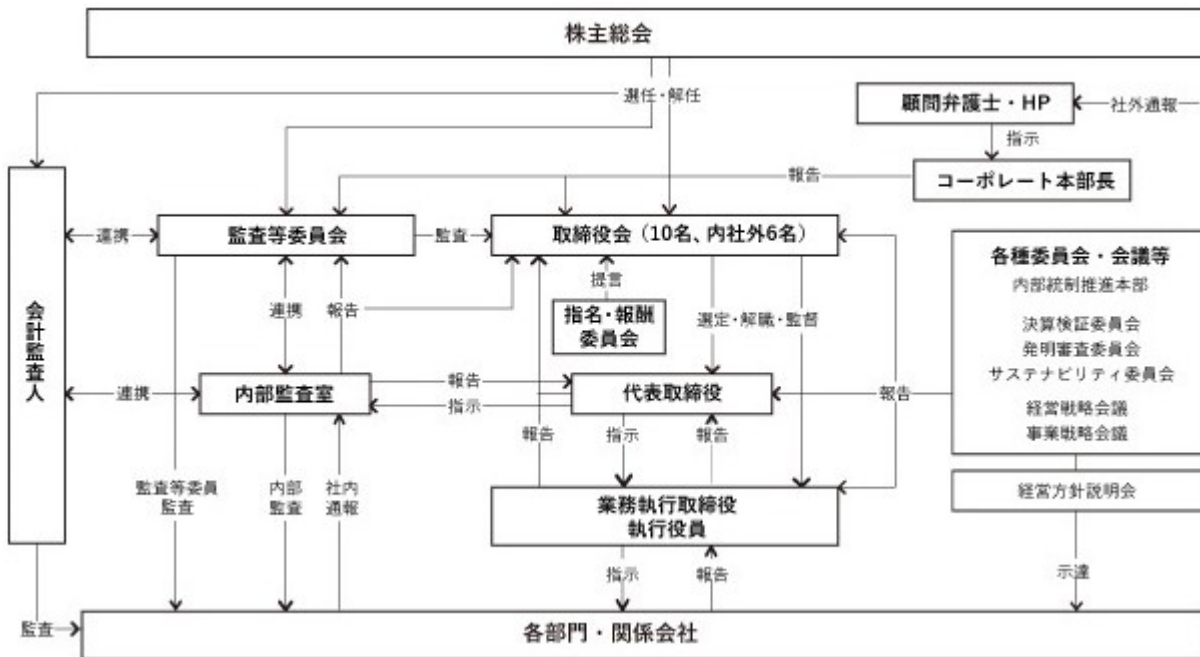 株主総会
選任・解任
顧問弁護士・HP
社外通報
指示
コーポレート本部長
報告
会計監査人
連携
監査等委員会
監査
取締役会（10名、内社外6名）
各種委員会・会議等
内部統制推進本部
決算検証委員会
発明審査委員会
サステナビリティ委員会
経営戦略会議
事業戦略会議
連携
報告
提言
指名・報酬
委員会
選定・解職・監督
連携
内部監査室
報告
指示
代表取締役
報告
報告
指示
報告
監査等委員
監査
内部
監査
社内
通報
業務執行取締役
執行役員
経営方針説明会
指示
報告
示達
監査
各部門・関係会社